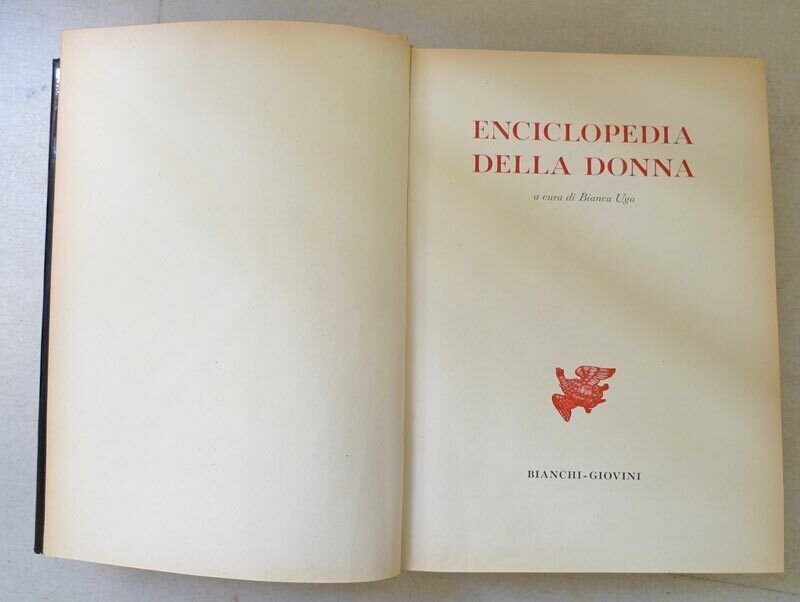 ENCICLOPEDIA
DELLA DONNA
a cura di Bianca Ugo
BIANCHI-GIOVINI